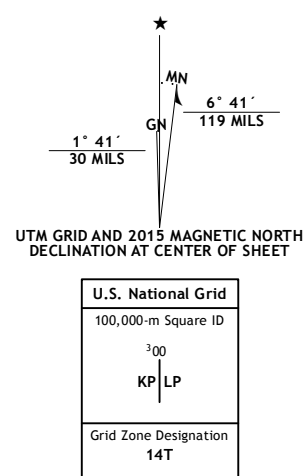 ★
MN
GN
6° 41´
119 MILS
1° 41´
30 MILS
UTM GRID AND 2015 MAGNETIC NORTH
DECLINATION AT CENTER OF SHEET
U.S. National Grid
100,000-m Square ID
³00
KP LP
Grid Zone Designation
14T